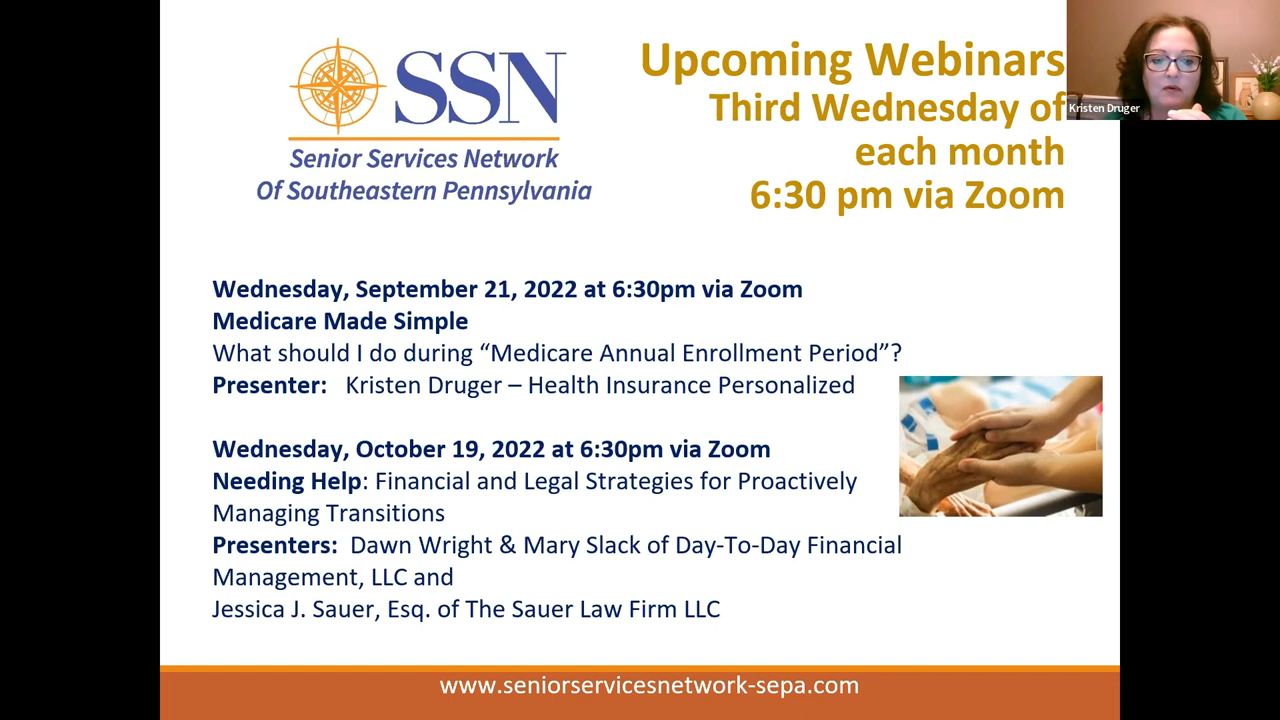 SSN
Senior Services Network
Of Southeastern Pennsylvania
Upcoming Webinars
Third Wednesday of
each month
6:30 pm via Zoom
Kristen Druger
Wednesday, September 21, 2022 at 6:30pm via Zoom
Medicare Made Simple
What should I do during “Medicare Annual Enrollment Period”?
Presenter: Kristen Druger – Health Insurance Personalized
Wednesday, October 19, 2022 at 6:30pm via Zoom
Needing Help: Financial and Legal Strategies for Proactively
Managing Transitions
Presenters: Dawn Wright & Mary Slack of Day-To-Day Financial
Management, LLC and
Jessica J. Sauer, Esq. of The Sauer Law Firm LLC
www.seniorservicesnetwork-sepa.com